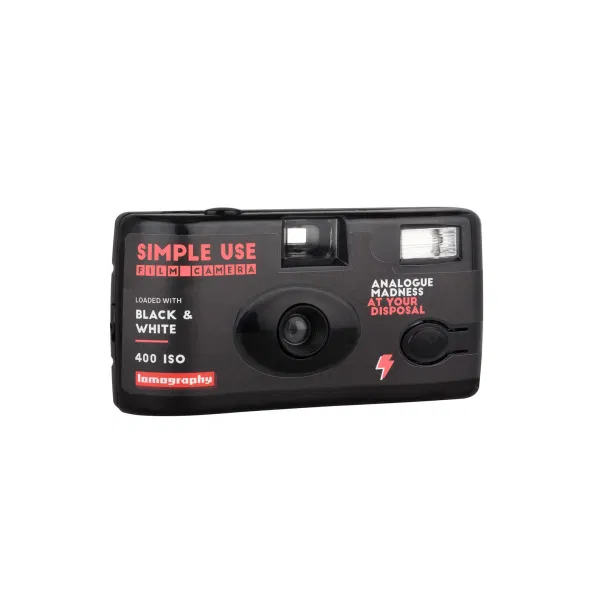 SIMPLE USE
FILM CAMERA
LOADED WITH
BLACK &
WHITE
400 ISO
lomography
ANALOGUE
MADNESS
AT YOUR
DISPOSAL